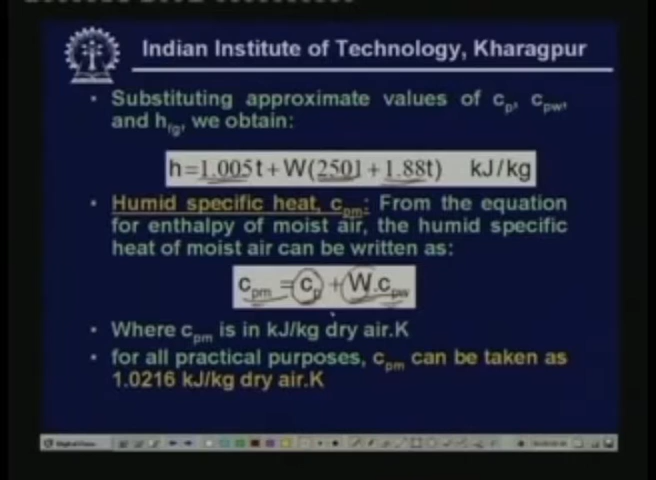 Indian Institute of Technology, Kharagpur
• Substituting approximate values of cp, cpw,
and hfg, we obtain:
h=1.005t+W(2501+1.88t) kJ/kg
• Humid specific heat, cpm: From the equation
for enthalpy of moist air, the humid specific
heat of moist air can be written as:
cpm = cp + W.cpw
• Where cpm is in kJ/kg dry air.K
• for all practical purposes, cpm can be taken as
1.0216 kJ/kg dry air.K